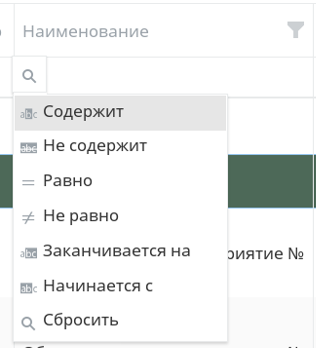 Наименование
Содержит
Не содержит
Равно
Не равно
Заканчивается на
риятие №
Начинается с
Сбросить